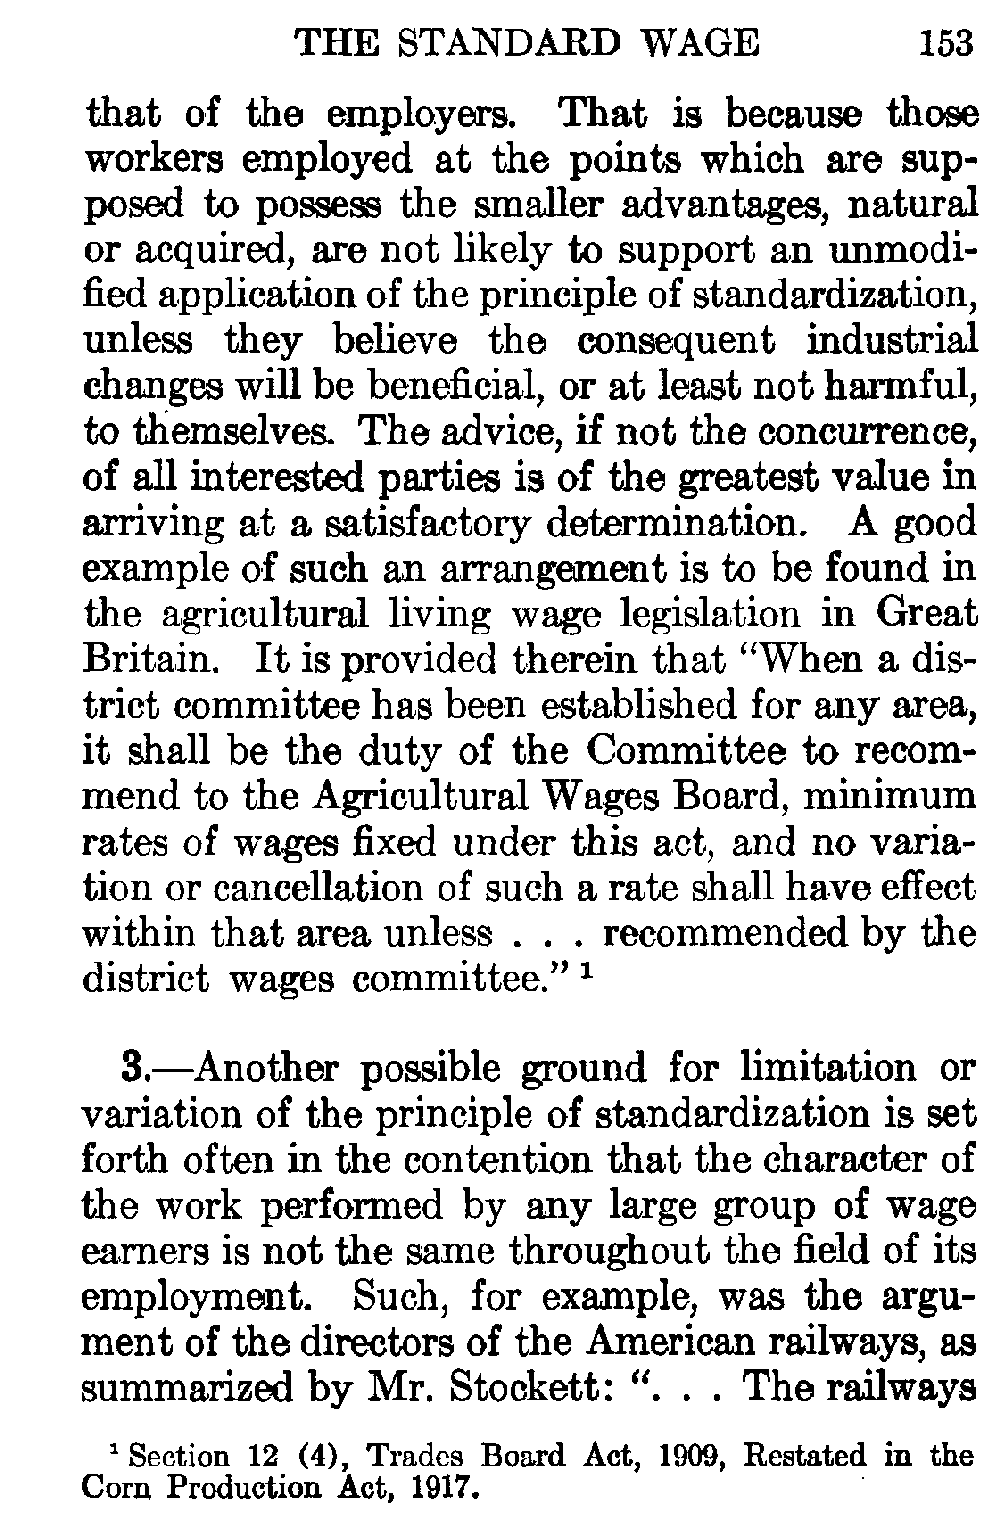 THE STANDARD WAGE 153
that of the employers. That is because those
workers employed at the points which are sup-
posed to possess the smaller advantages, natural
or acquired, are not likely to support an unmodi-
fied application of the principle of standardization,
unless they believe the consequent industrial
changes will be beneficial, or at least not harmful,
to themselves. The advice, if not the concurrence,
of all interested parties is of the greatest value in
arriving at a satisfactory determination. A good
example of such an arrangement is to be found in
the agricultural living wage legislation in Great
Britain. It is provided therein that “When a dis-
trict committee has been established for any area,
it shall be the duty of the Committee to recom-
mend to the Agricultural Wages Board, minimum
rates of wages fixed under this act, and no varia-
tion or cancellation of such a rate shall have effect
within that area unless . . . recommended by the
district wages committee.” ¹
3.—Another possible ground for limitation or
variation of the principle of standardization is set
forth often in the contention that the character of
the work performed by any large group of wage
earners is not the same throughout the field of its
employment. Such, for example, was the argu-
ment of the directors of the American railways, as
summarized by Mr. Stockett: “. . . The railways
¹ Section 12 (4), Trades Board Act, 1909, Restated in the
Corn Production Act, 1917.